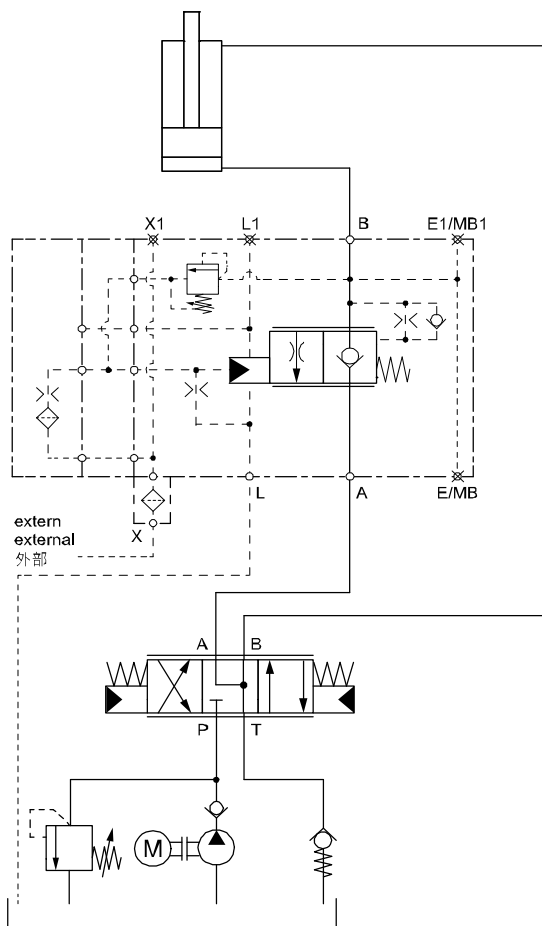 X1 L1 B E1/MB1
L A E/MB
X
extern
external
外部
A B
P T
M